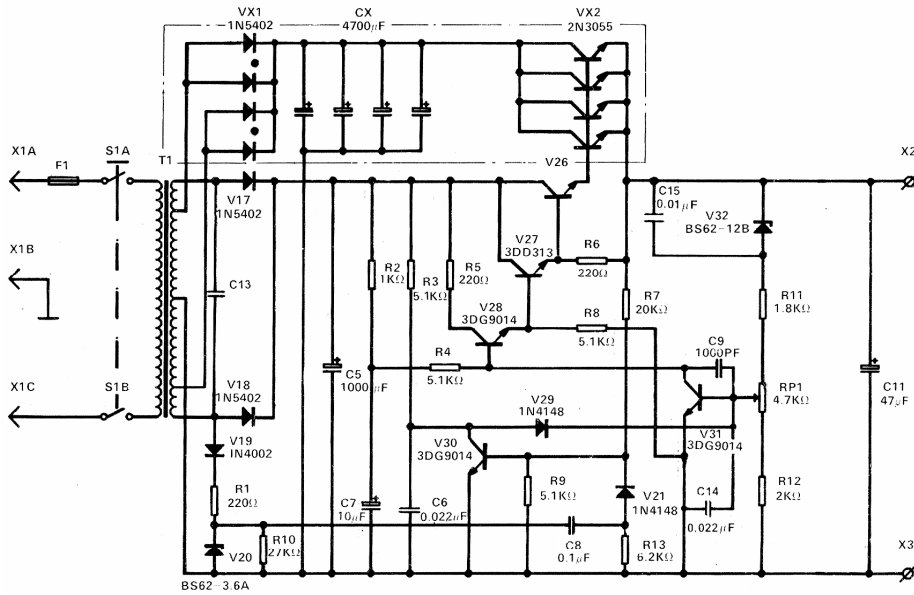 VX1
1N5402
CX
4700µF
VX2
2N3055
X1A
F1
S1A
T1
V26
X2
V17
1N5402
C15
0.01µF
V32
BS62-12B
X1B
C13
R2
1KΩ
R3
5.1KΩ
R5
220Ω
V27
3DD313
R6
220Ω
V28
3DG9014
R8
5.1KΩ
R7
20KΩ
R11
1.8KΩ
C9
1000PF
X1C
S1B
V18
1N5402
C5
1000µF
R4
5.1KΩ
V29
1N4148
RP1
4.7KΩ
C11
47µF
V19
IN4002
V30
3DG9014
V31
3DG9014
R1
220Ω
C7
10µF
C6
0.022µF
R9
5.1KΩ
V21
1N4148
C14
0.022µF
R12
2KΩ
V20
R10
27KΩ
C8
0.1µF
R13
6.2KΩ
X3
BS62-3.6A